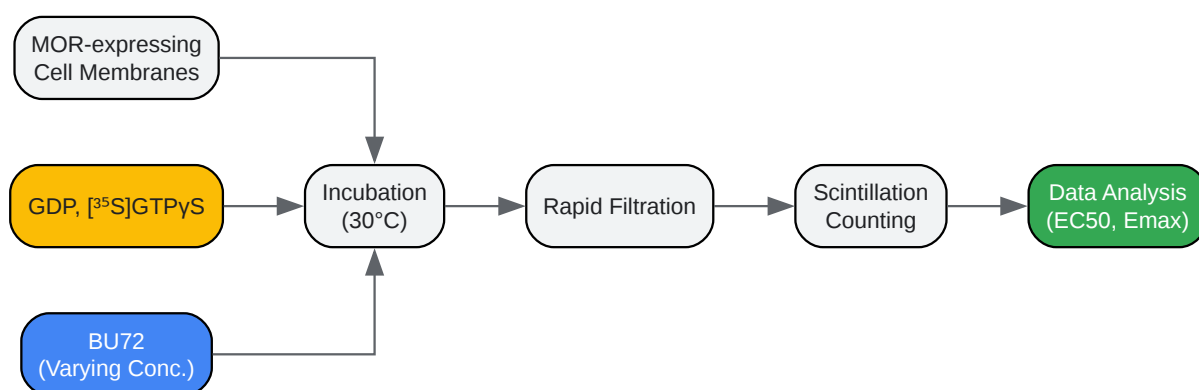 MOR-expressing
Cell Membranes
GDP, [³⁵S]GTPγS
BU72
(Varying Conc.)
Incubation
(30°C)
Rapid Filtration
Scintillation
Counting
Data Analysis
(EC50, Emax)